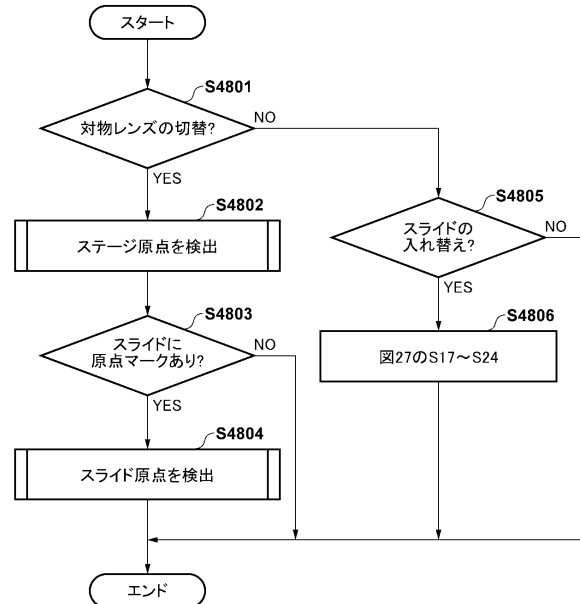 スタート
S4801
対物レンズの切替?
NO
YES
S4802
ステージ原点を検出
S4803
スライドに
原点マークあり?
NO
YES
S4804
スライド原点を検出
S4805
スライドの
入れ替え?
NO
YES
S4806
図27のS17～S24
エンド